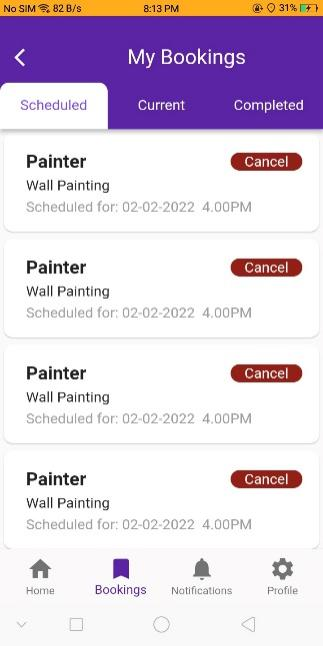 No SIM 82 B/s 8:13 PM 31%
My Bookings
Scheduled Current Completed
Painter Cancel
Wall Painting
Scheduled for: 02-02-2022 4.00PM
Painter Cancel
Wall Painting
Scheduled for: 02-02-2022 4.00PM
Painter Cancel
Wall Painting
Scheduled for: 02-02-2022 4.00PM
Painter Cancel
Wall Painting
Scheduled for: 02-02-2022 4.00PM
Home Bookings Notifications Profile